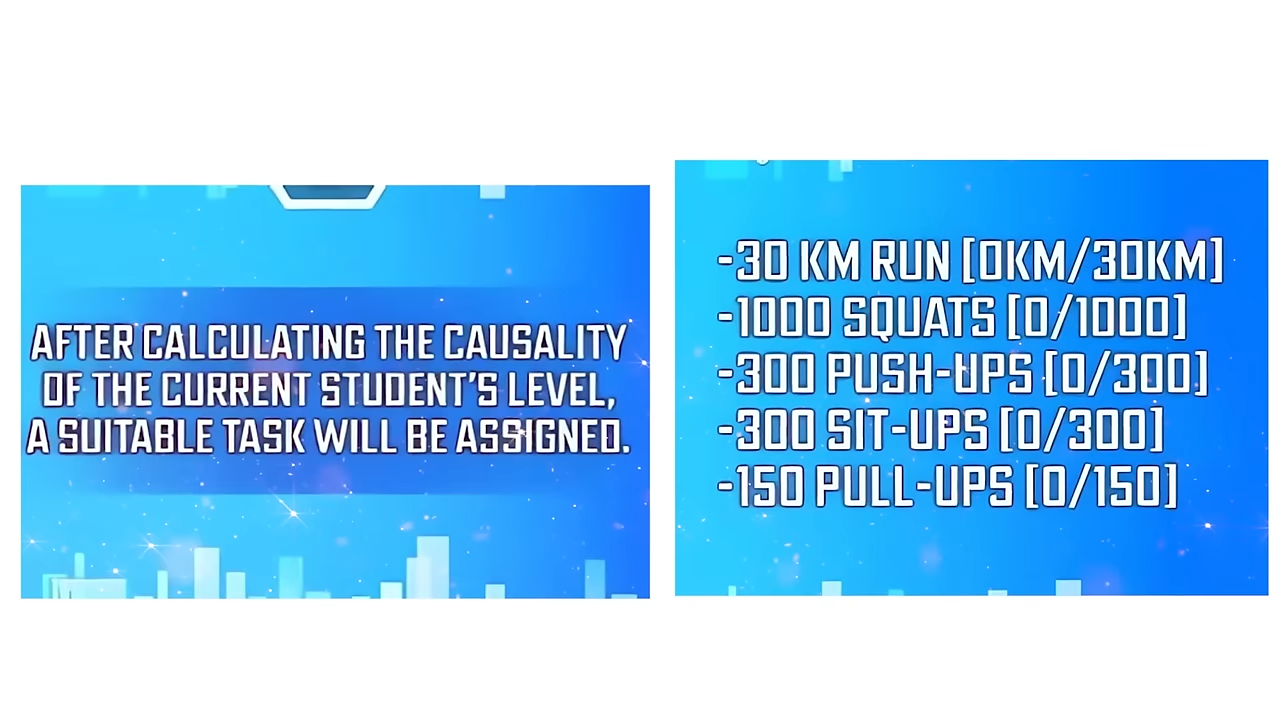 AFTER CALCULATING THE CAUSALITY
OF THE CURRENT STUDENT'S LEVEL,
A SUITABLE TASK WILL BE ASSIGNED.
-30 KM RUN [0KM/30KM]
-1000 SQUATS [0/1000]
-300 PUSH-UPS [0/300]
-300 SIT-UPS [0/300]
-150 PULL-UPS [0/150]